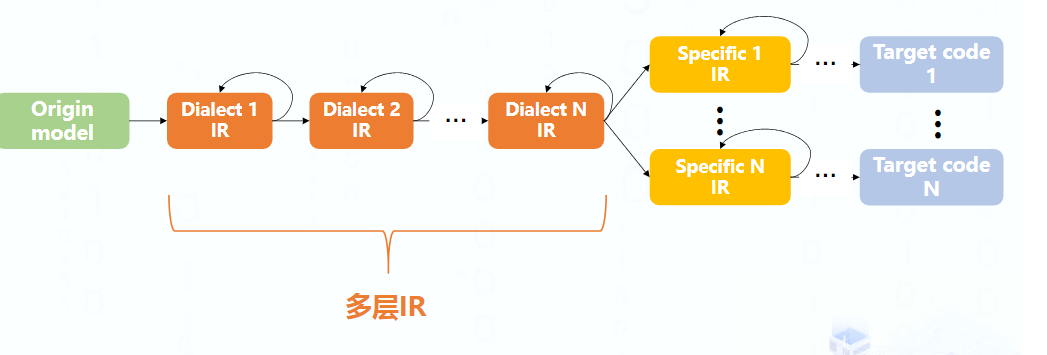 Origin
model
Dialect 1
IR
Dialect 2
IR
...
Dialect N
IR
Specific 1
IR
...
Target code
1
Specific N
IR
...
Target code
N
多层IR